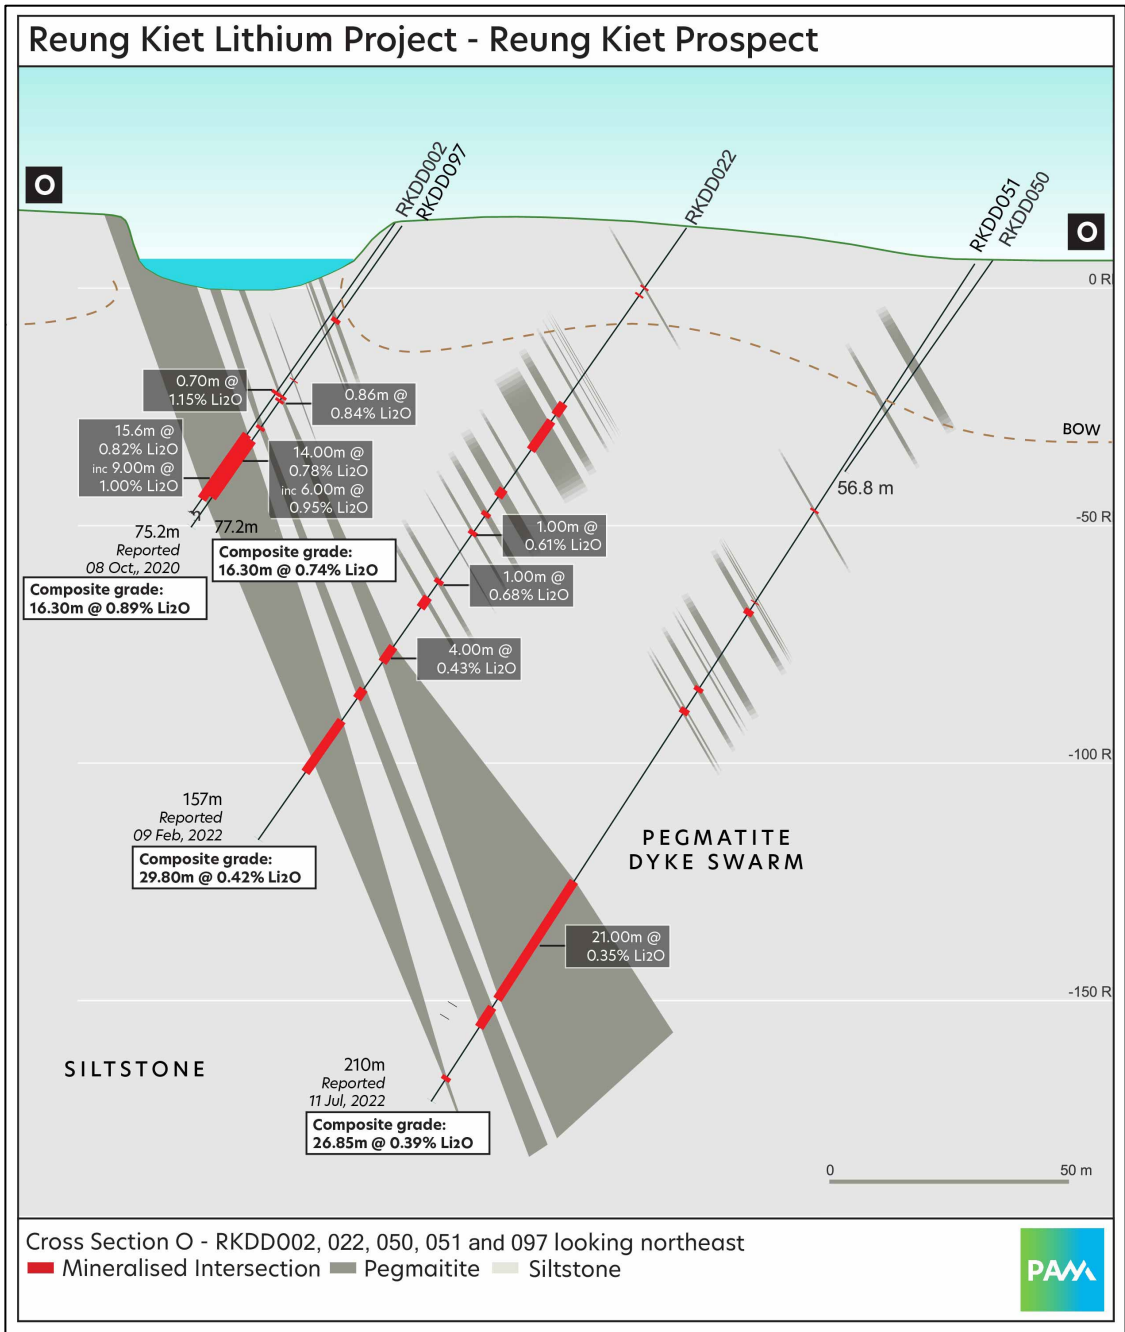 Reung Kiet Lithium Project - Reung Kiet Prospect
O
RKDD002
RKDD097
RKDD022
RKDD051
RKDD050
O
0 R
0.70m @
1.15% Li2O
0.86m @
0.84% Li2O
15.6m @
0.82% Li2O
inc 9.00m @
1.00% Li2O
14.00m @
0.78% Li2O
inc 6.00m @
0.95% Li2O
BOW
56.8 m
-50 R
75.2m
Reported
08 Oct,, 2020
Composite grade:
16.30m @ 0.89% Li2O
77.2m
Composite grade:
16.30m @ 0.74% Li2O
1.00m @
0.61% Li2O
1.00m @
0.68% Li2O
4.00m @
0.43% Li2O
-100 R
157m
Reported
09 Feb, 2022
Composite grade:
29.80m @ 0.42% Li2O
PEGMATITE
DYKE SWARM
21.00m @
0.35% Li2O
-150 R
SILTSTONE
210m
Reported
11 Jul, 2022
Composite grade:
26.85m @ 0.39% Li2O
0 50 m
Cross Section O - RKDD002, 022, 050, 051 and 097 looking northeast
Mineralised Intersection Pegmaitite Siltstone
PAM